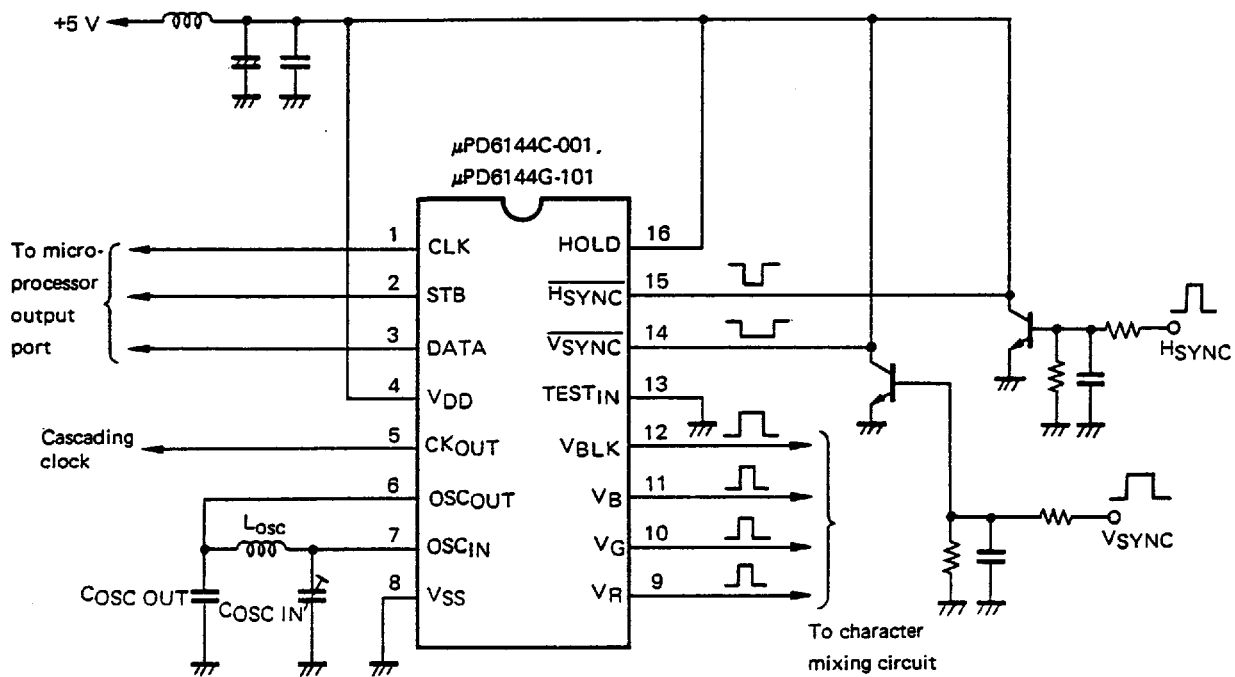 +5 V
μPD6144C-001.
μPD6144G-101
To micro-
processor
output
port
1 CLK
2 STB
3 DATA
4 VDD
Cascading
clock
5 CKOUT
6 OSCOUT
LOSC
7 OSCIN
8 VSS
COSC OUT
COSC IN
HOLD 16
HSYNC 15
VSYNC 14
TESTIN 13
VBLK 12
VB 11
VG 10
VR 9
HSYNC
VSYNC
To character
mixing circuit